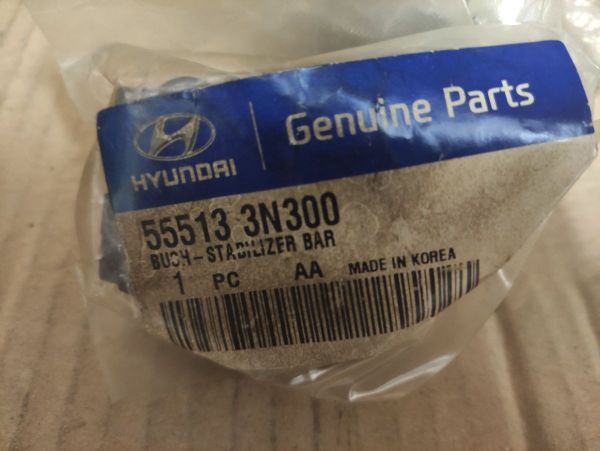 HYUNDAI
Genuine Parts
55513 3N300
BUSH-STABILIZER BAR
1 PC AA MADE IN KOREA